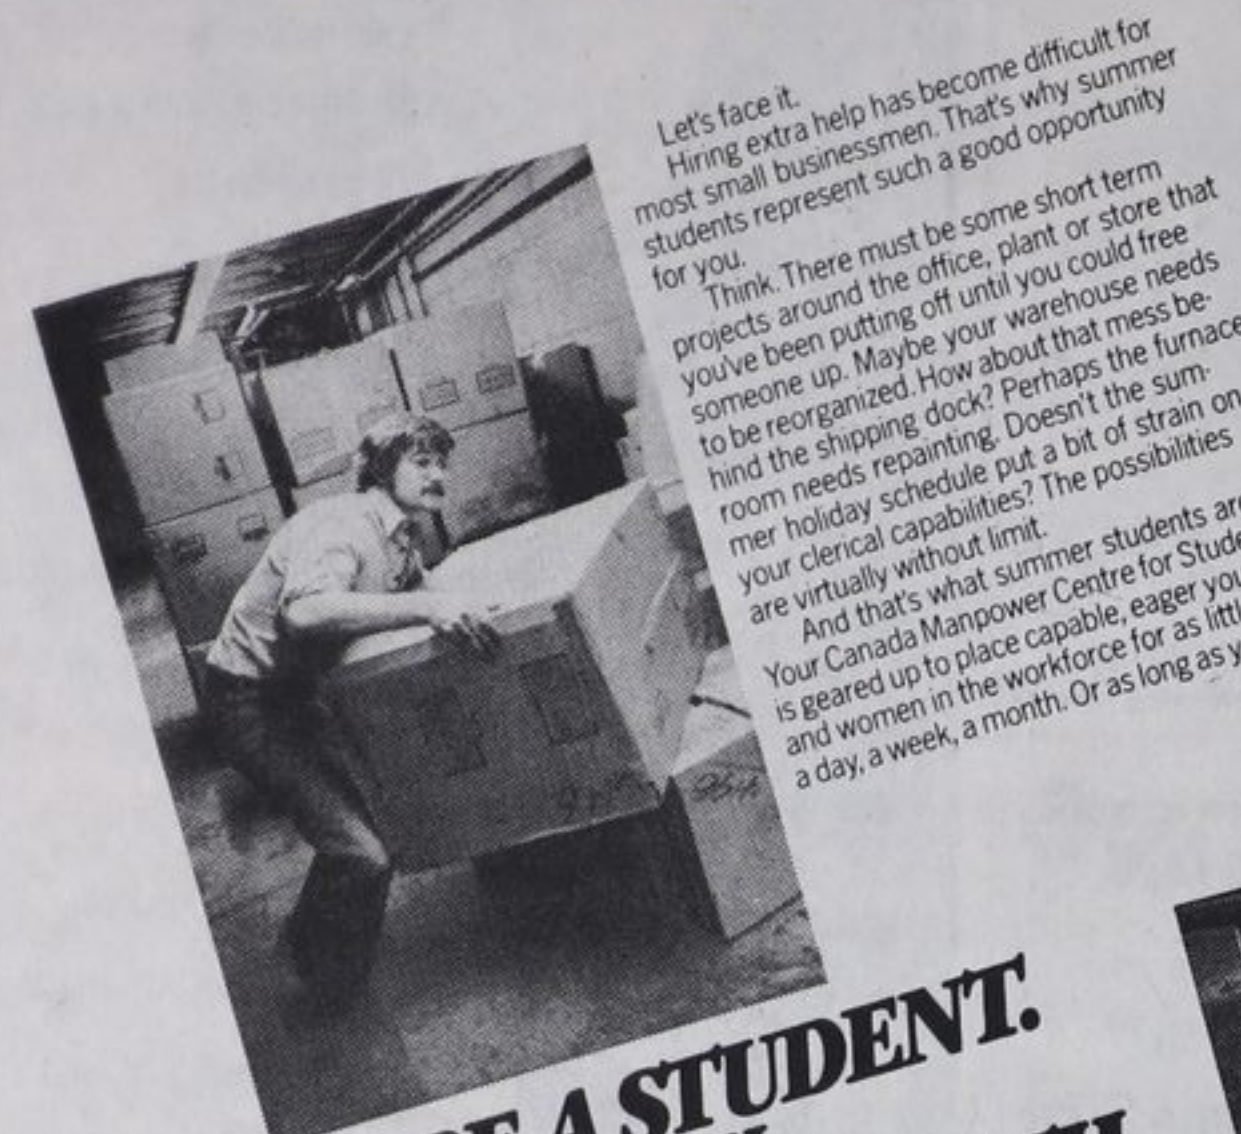 Let's face it.
Hiring extra help has become difficult for
most small businessmen. That's why summer
students represent such a good opportunity
for you.
Think. There must be some short term
projects around the office, plant or store that
you've been putting off until you could free
someone up. Maybe your warehouse needs
to be reorganized. How about that mess be-
hind the shipping dock? Perhaps the furnace
room needs repainting. Doesn't the sum-
mer holiday schedule put a bit of strain on
your clerical capabilities? The possibilities
are virtually without limit.
And that's what summer students are
Your Canada Manpower Centre for Stude
is geared up to place capable, eager you
and women in the workforce for as littl
a day, a week, a month. Or as long as y
A STUDENT.